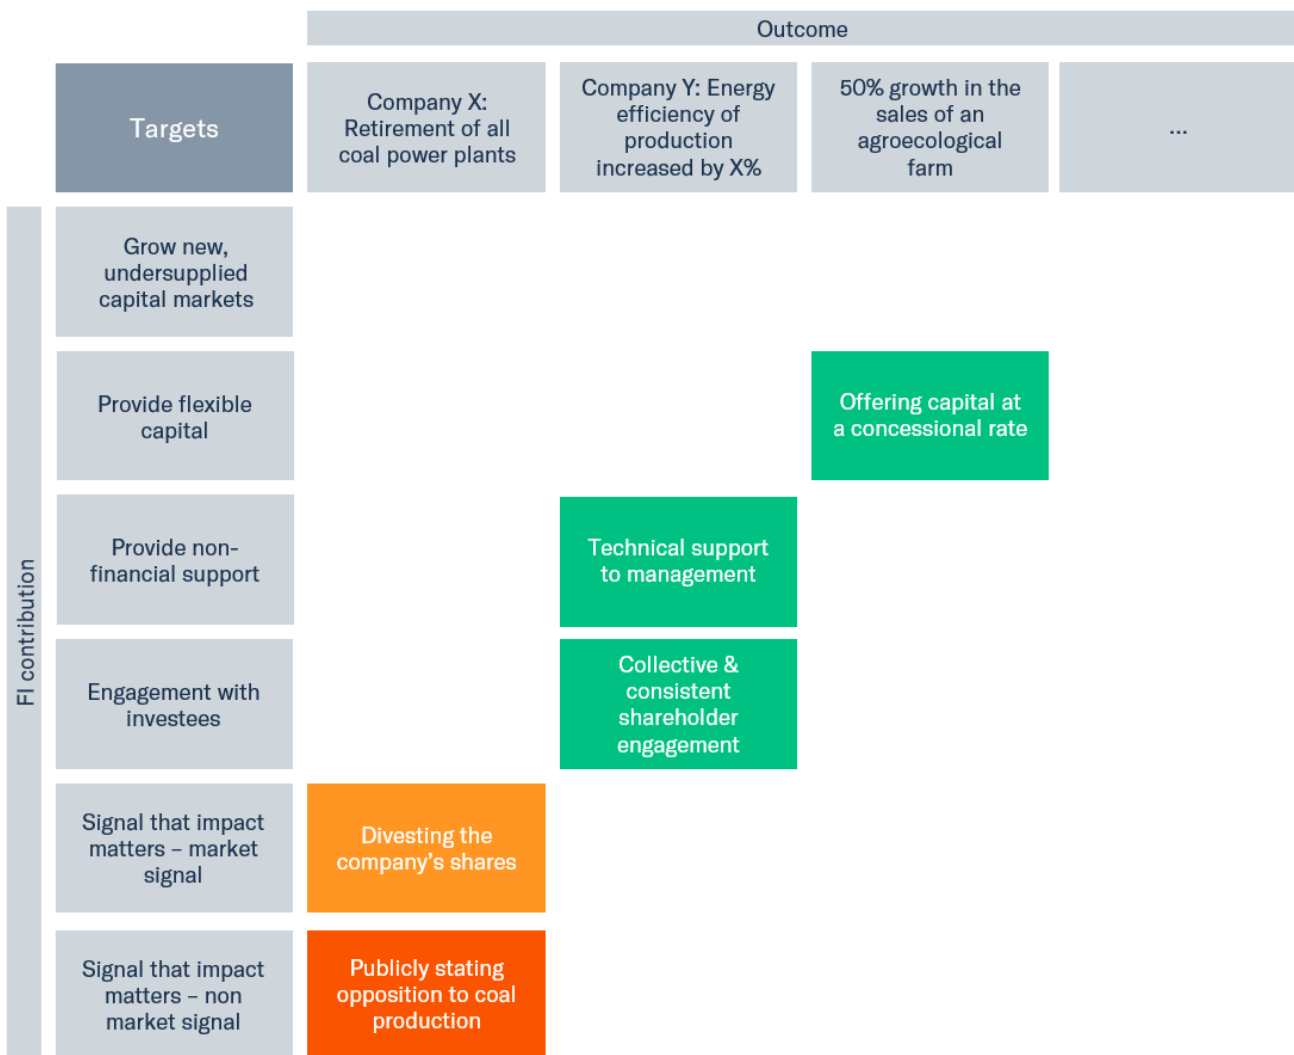 Outcome
Targets
Company X:
Retirement of all
coal power plants
Company Y: Energy
efficiency of
production
increased by X%
50% growth in the
sales of an
agroecological
farm
...
FI contribution
Grow new,
undersupplied
capital markets
Provide flexible
capital
Offering capital at
a concessional rate
Provide non-
financial support
Technical support
to management
Engagement with
investees
Collective &
consistent
shareholder
engagement
Signal that impact
matters – market
signal
Divesting the
company’s shares
Signal that impact
matters – non
market signal
Publicly stating
opposition to coal
production